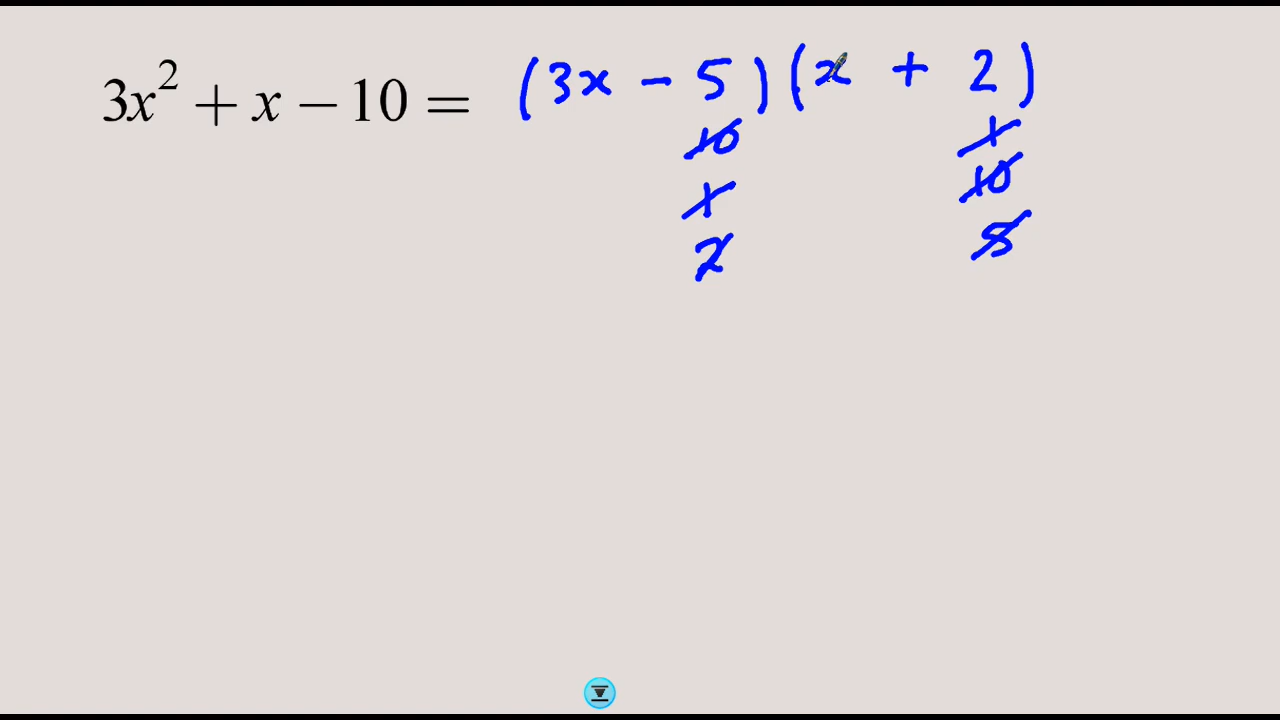 3x² + x − 10 = (3x − 5)(x + 2)
10 1
1 10
2 5